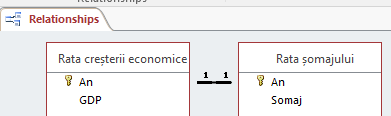 Relationships
Relationships
Rata creșterii economice
An
GDP
1 1
Rata șomajului
An
Somaj